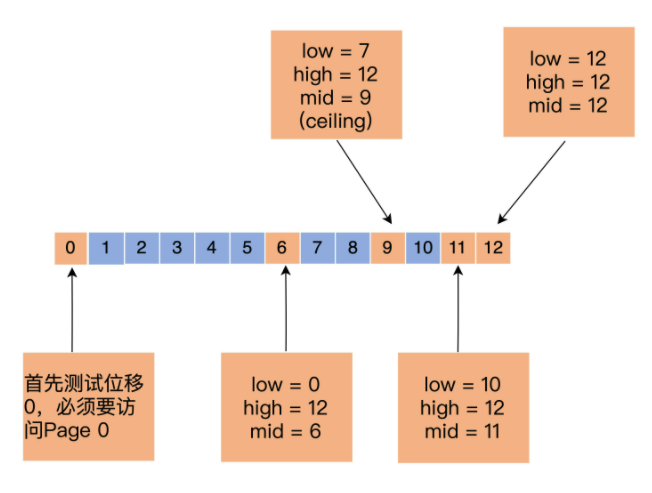 low = 7
high = 12
mid = 9
(ceiling)
low = 12
high = 12
mid = 12
0 1 2 3 4 5 6 7 8 9 10 11 12
首先测试位移
0，必须要访
问Page 0
low = 0
high = 12
mid = 6
low = 10
high = 12
mid = 11